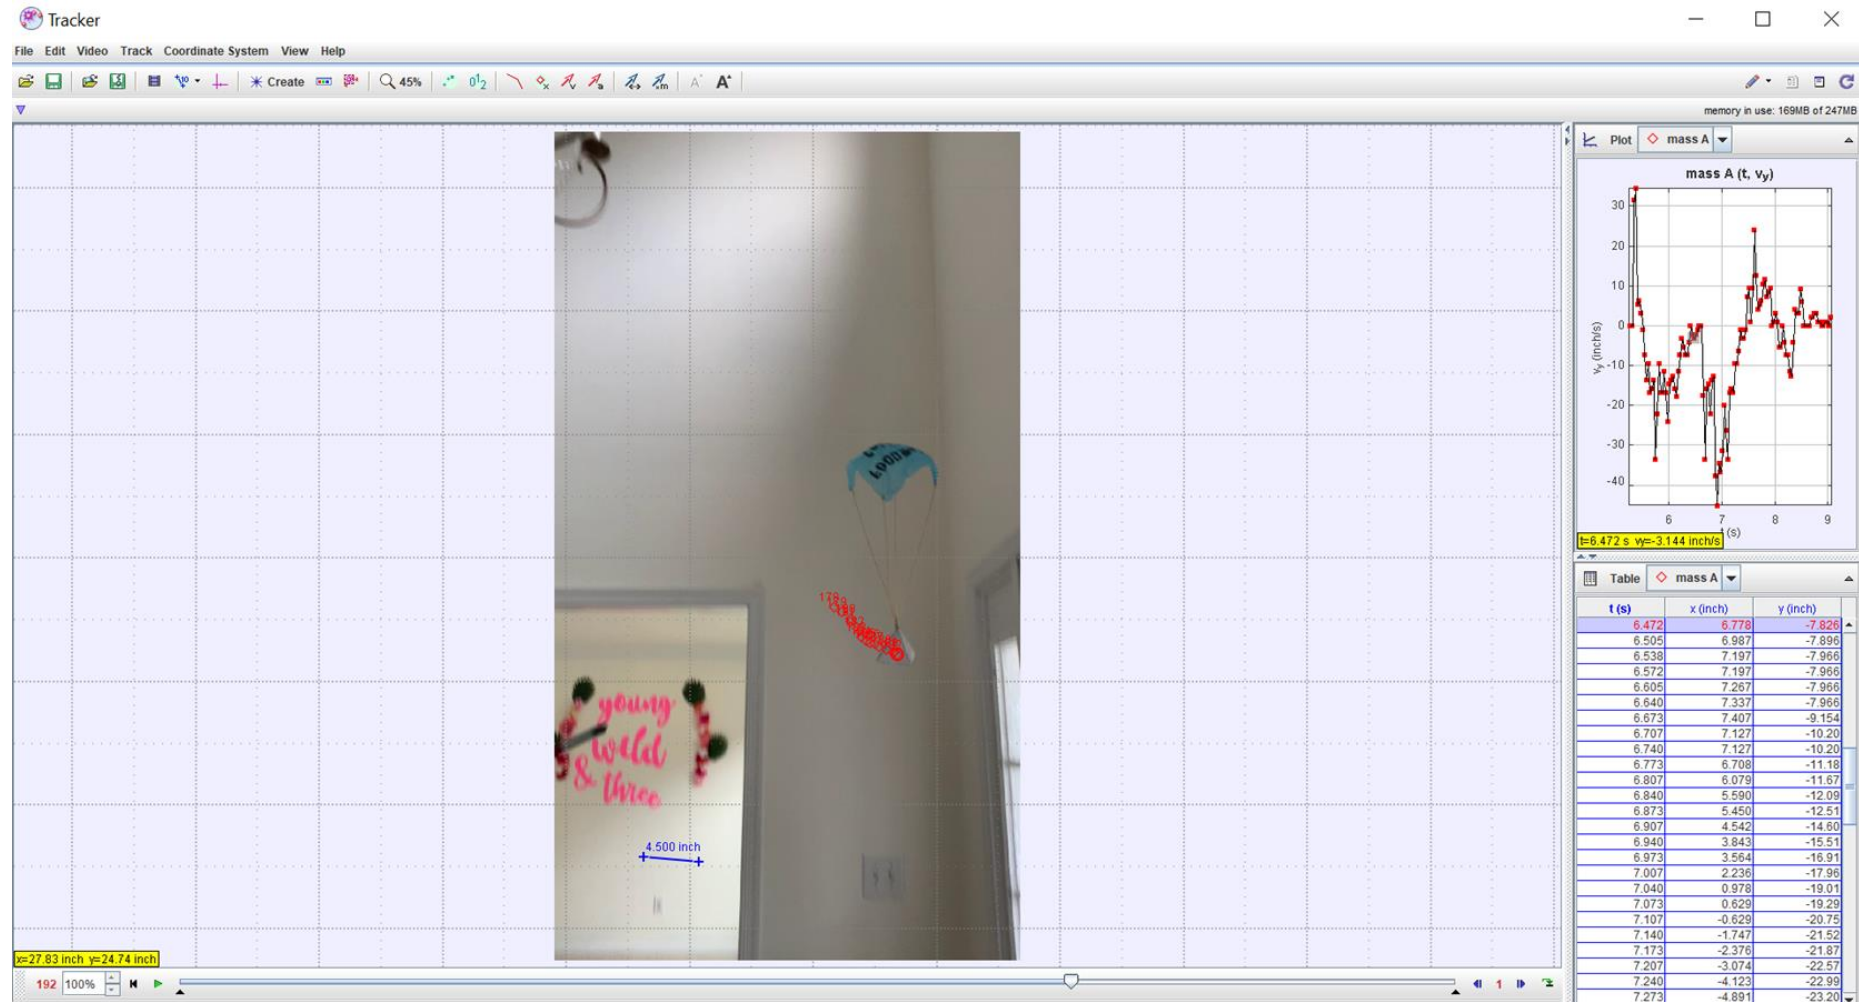 Tracker
File Edit Video Track Coordinate System View Help
Create 45%
memory in use: 169MB of 247MB
Plot mass A
mass A (t, vy)
30
20
10
0
-10
-20
-30
-40
vy (inch/s)
6 7 8 9
t (s)
t=6.472 s vy=-3.144 inch/s
young
wild
& three
4.500 inch
179
x=27.83 inch y=24.74 inch
192 100% 1
Table mass A
t (s) x (inch) y (inch)
6.472 6.778 -7.826
6.505 6.987 -7.896
6.538 7.197 -7.966
6.572 7.197 -7.966
6.605 7.267 -7.966
6.640 7.337 -7.966
6.673 7.407 -9.154
6.707 7.127 -10.20
6.740 7.127 -10.20
6.773 6.708 -11.18
6.807 6.079 -11.67
6.840 5.590 -12.09
6.873 5.450 -12.51
6.907 4.542 -14.60
6.940 3.843 -15.51
6.973 3.564 -16.91
7.007 2.236 -17.96
7.040 0.978 -19.01
7.073 0.629 -19.29
7.107 -0.629 -20.75
7.140 -1.747 -21.52
7.173 -2.376 -21.87
7.207 -3.074 -22.57
7.240 -4.123 -22.99
7.273 -4.891 -23.20